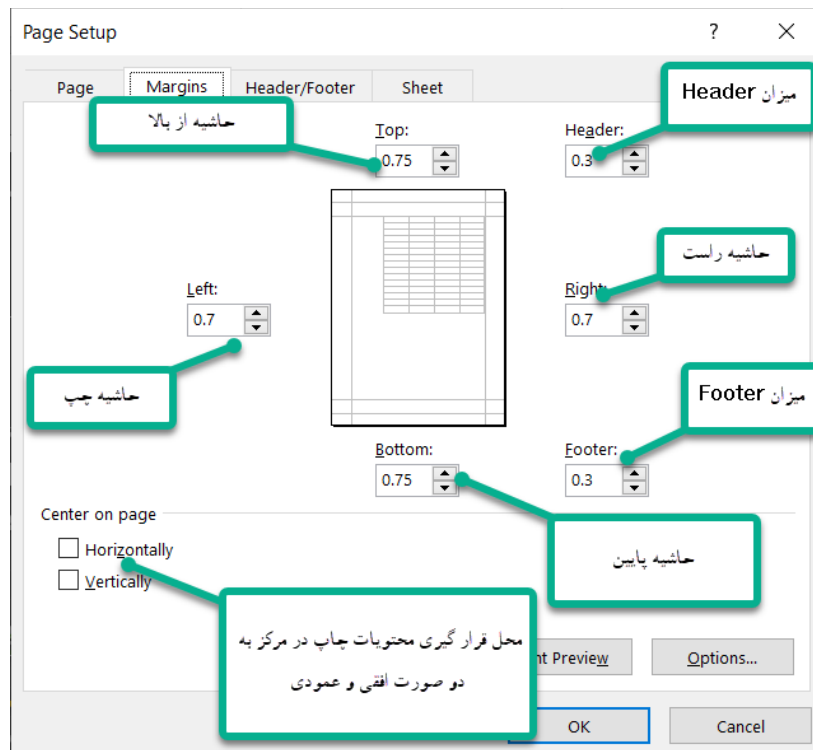 Page Setup
?
Page
Margins
Header/Footer
Sheet
میزان Header
حاشیه از بالا
Top:
0.75
Header:
0.3
حاشیه راست
Left:
0.7
Right:
0.7
حاشیه چپ
میزان Footer
Bottom:
0.75
Footer:
0.3
Center on page
Horizontally
Vertically
حاشیه پایین
محل قرار گیری محتویات چاپ در مرکز به
دو صورت افقی و عمودی
nt Preview
Options...
OK
Cancel